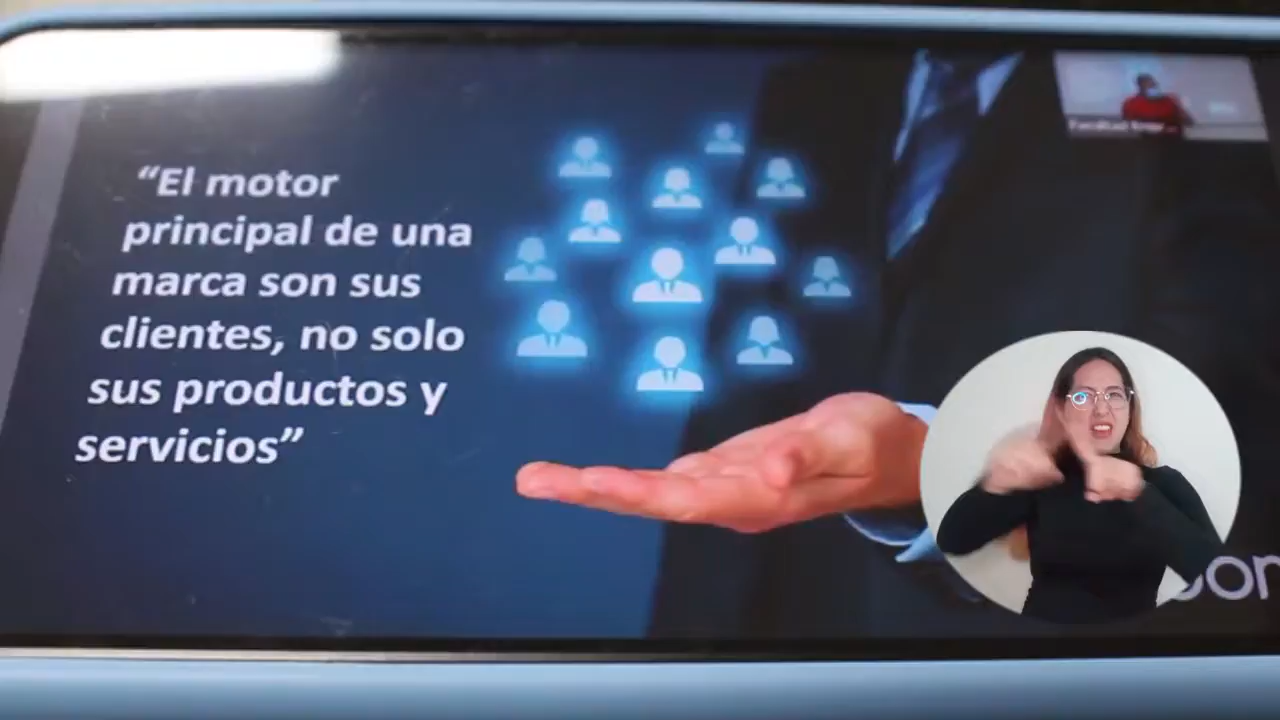 “El motor
principal de una
marca son sus
clientes, no solo
sus productos y
servicios”